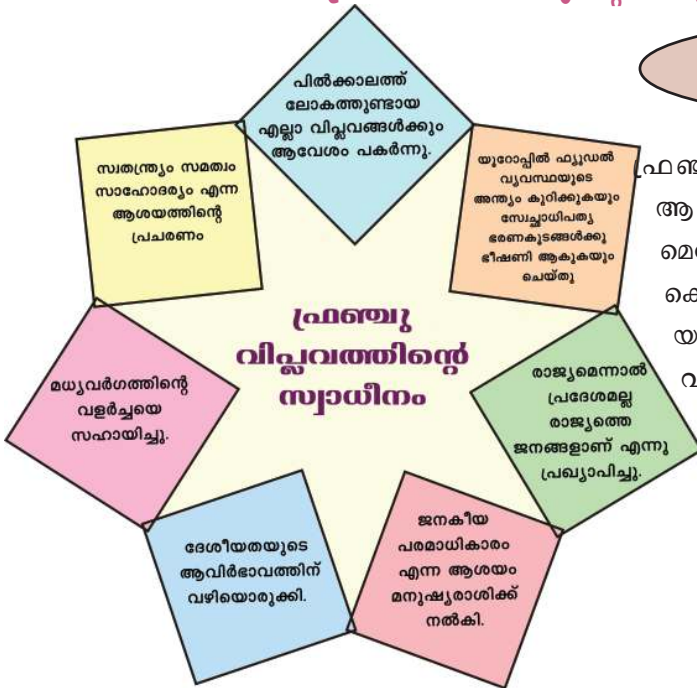 പിൽക്കാലത്ത്
ലോകത്തുണ്ടായ
എല്ലാ വിപ്ലവങ്ങൾക്കും
ആവേശം പകർന്നു.
യൂറോപ്പിൽ ഫ്യൂഡൽ
വ്യവസ്ഥയുടെ
അന്ത്യം കുറിക്കുകയും
സ്വേച്ഛാധിപത്യ
ഭരണകൂടങ്ങൾക്കു
ഭീഷണി ആകുകയും
ചെയ്തു
രാജ്യമെന്നാൽ
പ്രദേശമല്ല
രാജ്യത്തെ
ജനങ്ങളാണ് എന്നു
പ്രഖ്യാപിച്ചു.
ജനകീയ
പരമാധികാരം
എന്ന ആശയം
മനുഷ്യരാശിക്ക്
നൽകി.
ദേശീയതയുടെ
ആവിർഭാവത്തിന്
വഴിയൊരുക്കി.
മധ്യവർഗത്തിന്റെ
വളർച്ചയെ
സഹായിച്ചു.
സ്വതന്ത്ര്യം സമത്വം
സാഹോദര്യം എന്ന
ആശയത്തിന്റെ
പ്രചരണം
ഫ്രഞ്ചു
വിപ്ലവത്തിന്റെ
സ്വാധീനം